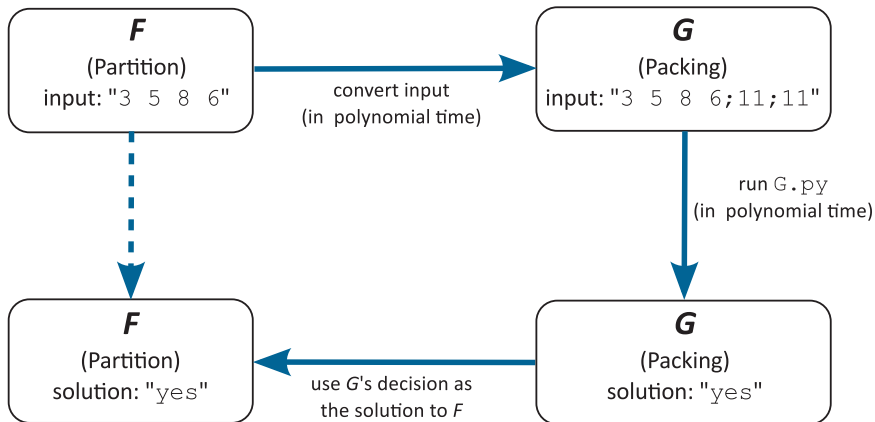 F
(Partition)
input: "3 5 8 6"
convert input
(in polynomial time)
G
(Packing)
input: "3 5 8 6;11;11"
run G.py
(in polynomial time)
F
(Partition)
solution: "yes"
use G's decision as
the solution to F
G
(Packing)
solution: "yes"